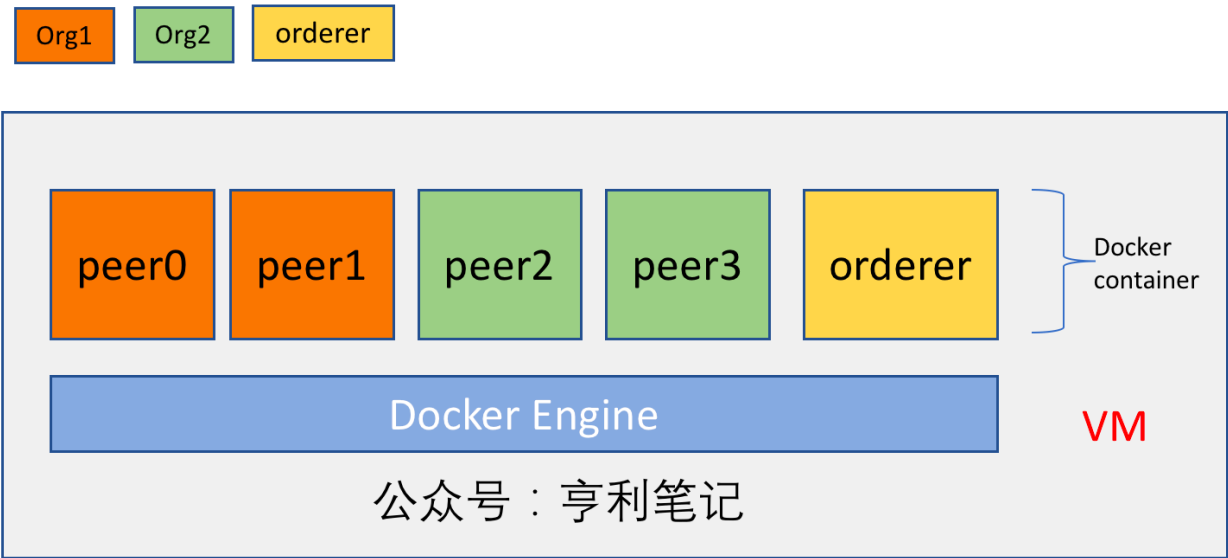 Org1 Org2 orderer
peer0 peer1 peer2 peer3 orderer
Docker
container
Docker Engine
VM
公众号：亨利笔记